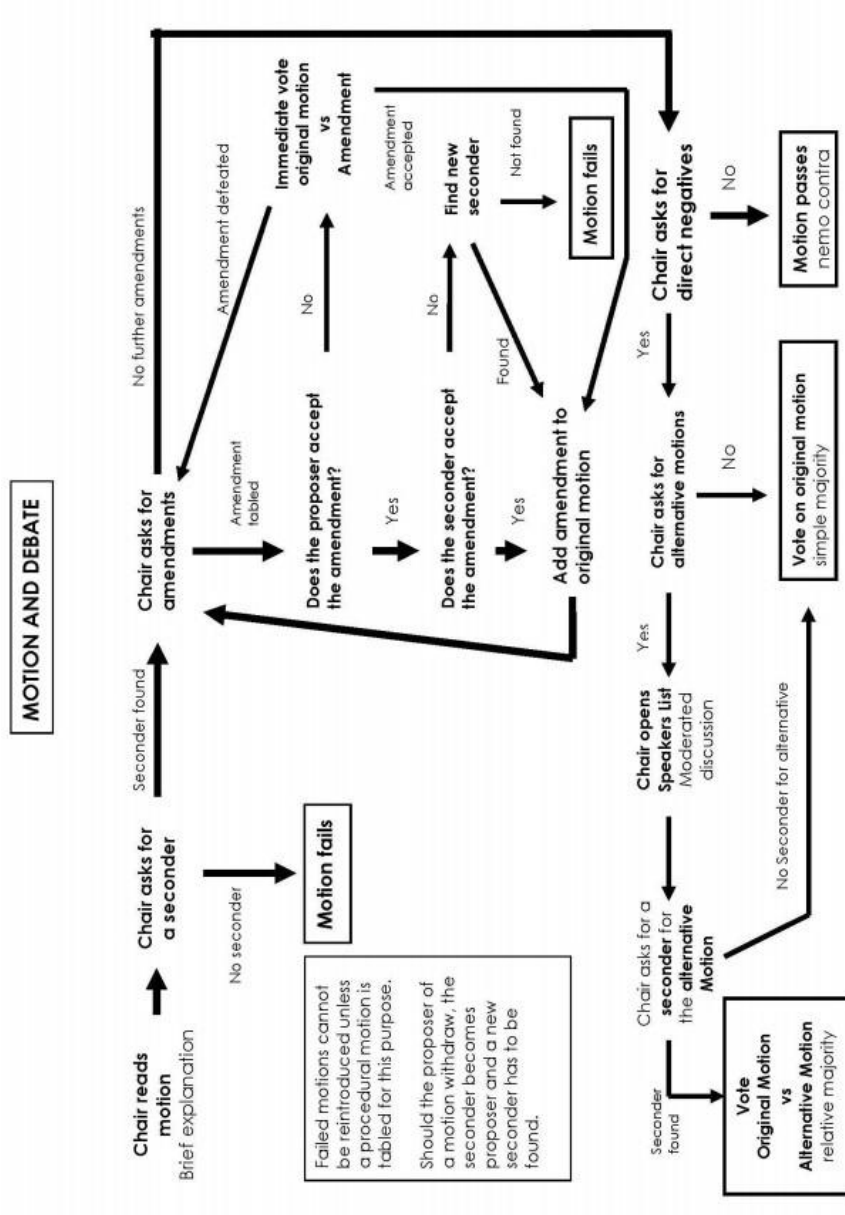 MOTION AND DEBATE
Chair reads
motion
Brief explanation
Chair asks for
a seconder
Seconder found
No seconder
Motion fails
Failed motions cannot
be reintroduced unless
a procedural motion is
tabled for this purpose.
Should the proposer of
a motion withdraw, the
seconder becomes
proposer and a new
seconder has to be
found.
Chair asks for
amendments
No further amendments
Amendment
tabled
Amendment defeated
Does the proposer accept
the amendment?
No
Immediate vote
original motion
vs
Amendment
Yes
Amendment
accepted
Does the seconder accept
the amendment?
No
Find new
seconder
Not found
Motion fails
Yes
Found
Add amendment to
original motion
Chair asks for
direct negatives
No
Motion passes
nemo contra
Yes
Chair asks for
alternative motions
No
Vote on original motion
simple majority
Yes
Chair opens
Speakers List
Moderated
discussion
Chair asks for a
seconder for
the alternative
Motion
No Seconder for alternative
Seconder
found
Vote
Original Motion
vs
Alternative Motion
relative majority